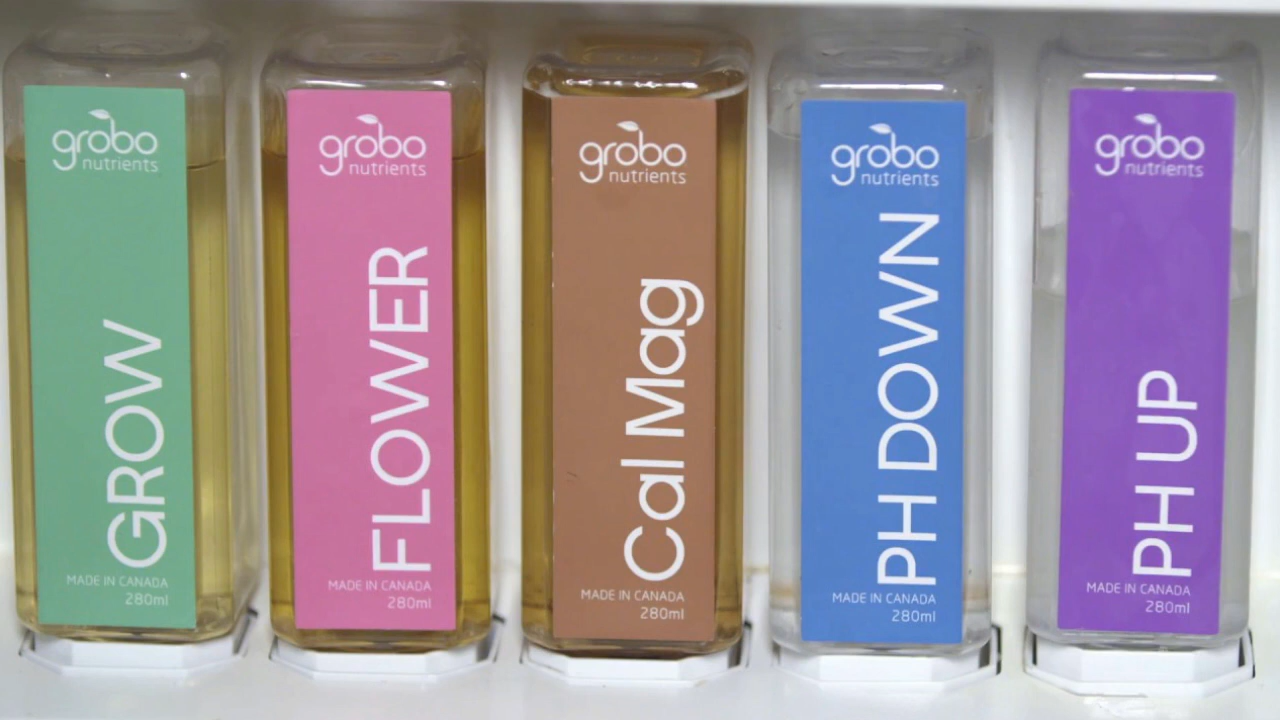 grobo
nutrients
GROW
MADE IN CANADA
280ml
grobo
nutrients
FLOWER
MADE IN CANADA
280ml
grobo
nutrients
Cal Mag
MADE IN CANADA
280ml
grobo
nutrients
PH DOWN
MADE IN CANADA
280ml
grobo
nutrients
PH UP
MADE IN CANADA
280ml